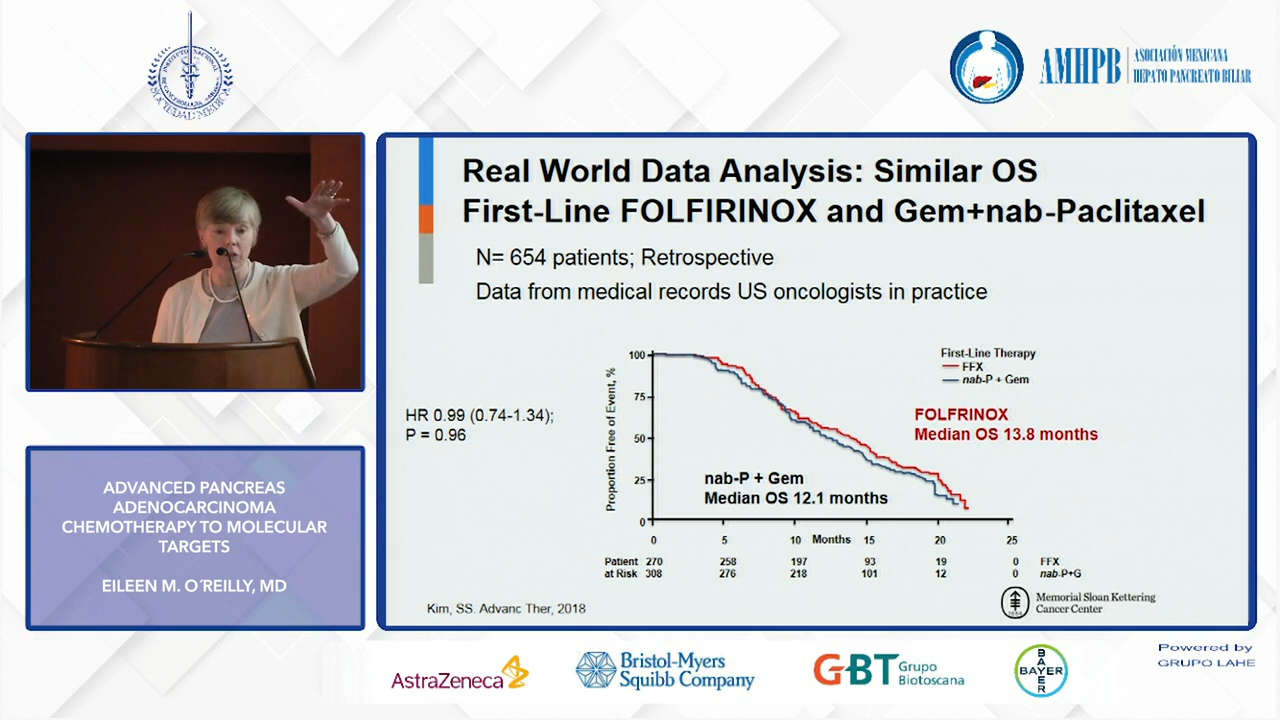 SOCIEDAD MEDICA
AMHPB
ASOCIACIÓN MEXICANA
HEPATO PANCREATO BILIAR
ADVANCED PANCREAS
ADENOCARCINOMA
CHEMOTHERAPY TO MOLECULAR
TARGETS
EILEEN M. O´REILLY, MD
Real World Data Analysis: Similar OS
First-Line FOLFIRINOX and Gem+nab-Paclitaxel
N= 654 patients; Retrospective
Data from medical records US oncologists in practice
HR 0.99 (0.74-1.34);
P = 0.96
Proportion Free of Event, %
100
75
50
25
0
First-Line Therapy
FFX
nab-P + Gem
FOLFRINOX
Median OS 13.8 months
nab-P + Gem
Median OS 12.1 months
0 5 10 Months 15 20 25
Patient 270 258 197 93 19 0 FFX
at Risk 308 276 218 101 12 0 nab-P+G
Kim, SS. Advanc Ther, 2018
Memorial Sloan Kettering
Cancer Center
AstraZeneca
Bristol-Myers
Squibb Company
GBT Grupo
Biotoscana
BAYER
BAYER
Powered by
GRUPO LAHE